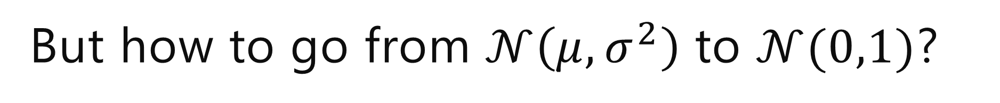 But how to go from 𝒩(μ, σ²) to 𝒩(0,1)?